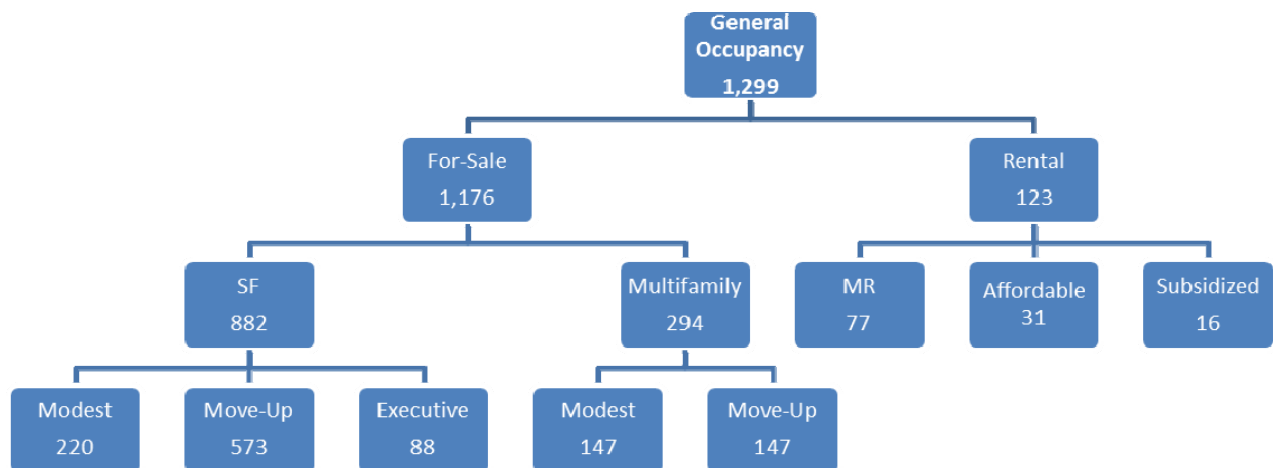 General
Occupancy
1,299
For-Sale
1,176
Rental
123
SF
882
Multifamily
294
MR
77
Affordable
31
Subsidized
16
Modest
220
Move-Up
573
Executive
88
Modest
147
Move-Up
147